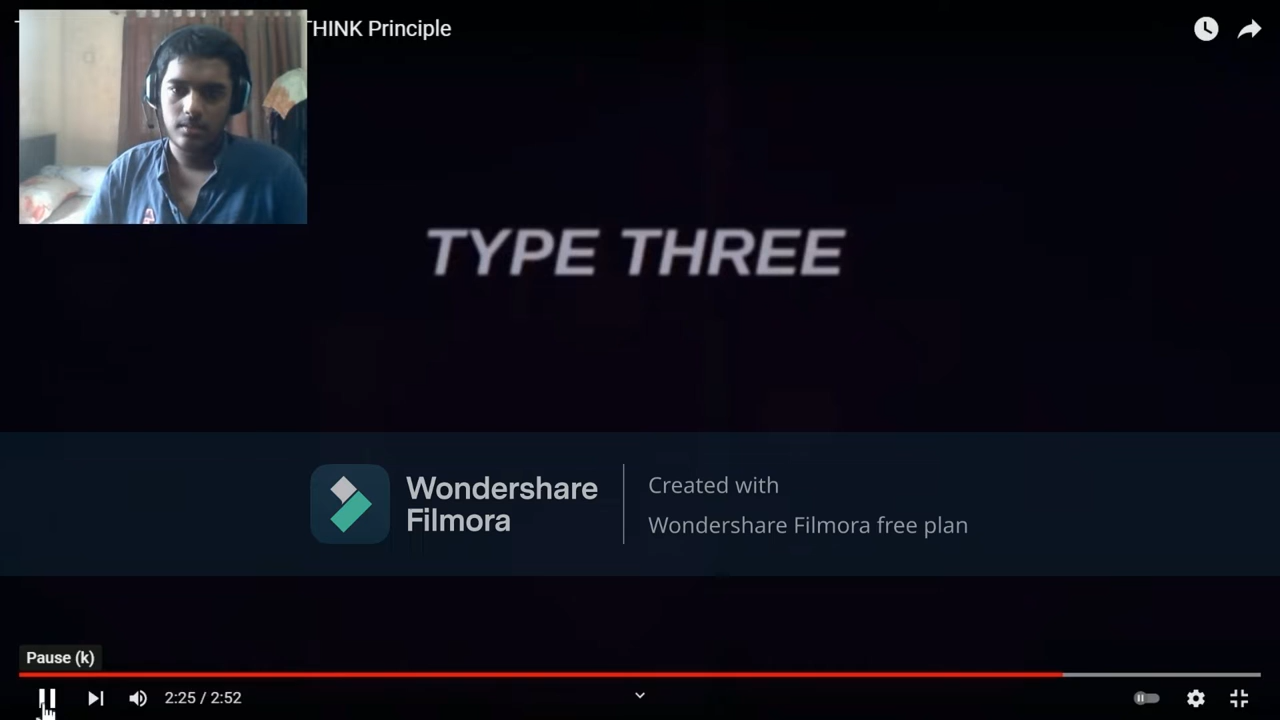 THINK Principle
TYPE THREE
Wondershare
Filmora
Created with
Wondershare Filmora free plan
Pause (k)
2:25 / 2:52